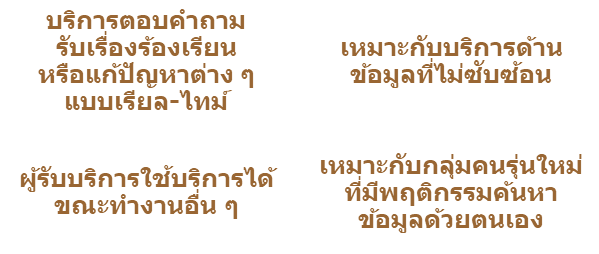 บริการตอบคำถาม
รับเรื่องร้องเรียน
หรือแก้ปัญหาต่าง ๆ
แบบเรียล-ไทม์
เหมาะกับบริการด้าน
ข้อมูลที่ไม่ซับซ้อน
ผู้รับบริการใช้บริการได้
ขณะทำงานอื่น ๆ
เหมาะกับกลุ่มคนรุ่นใหม่
ที่มีพฤติกรรมค้นหา
ข้อมูลด้วยตนเอง